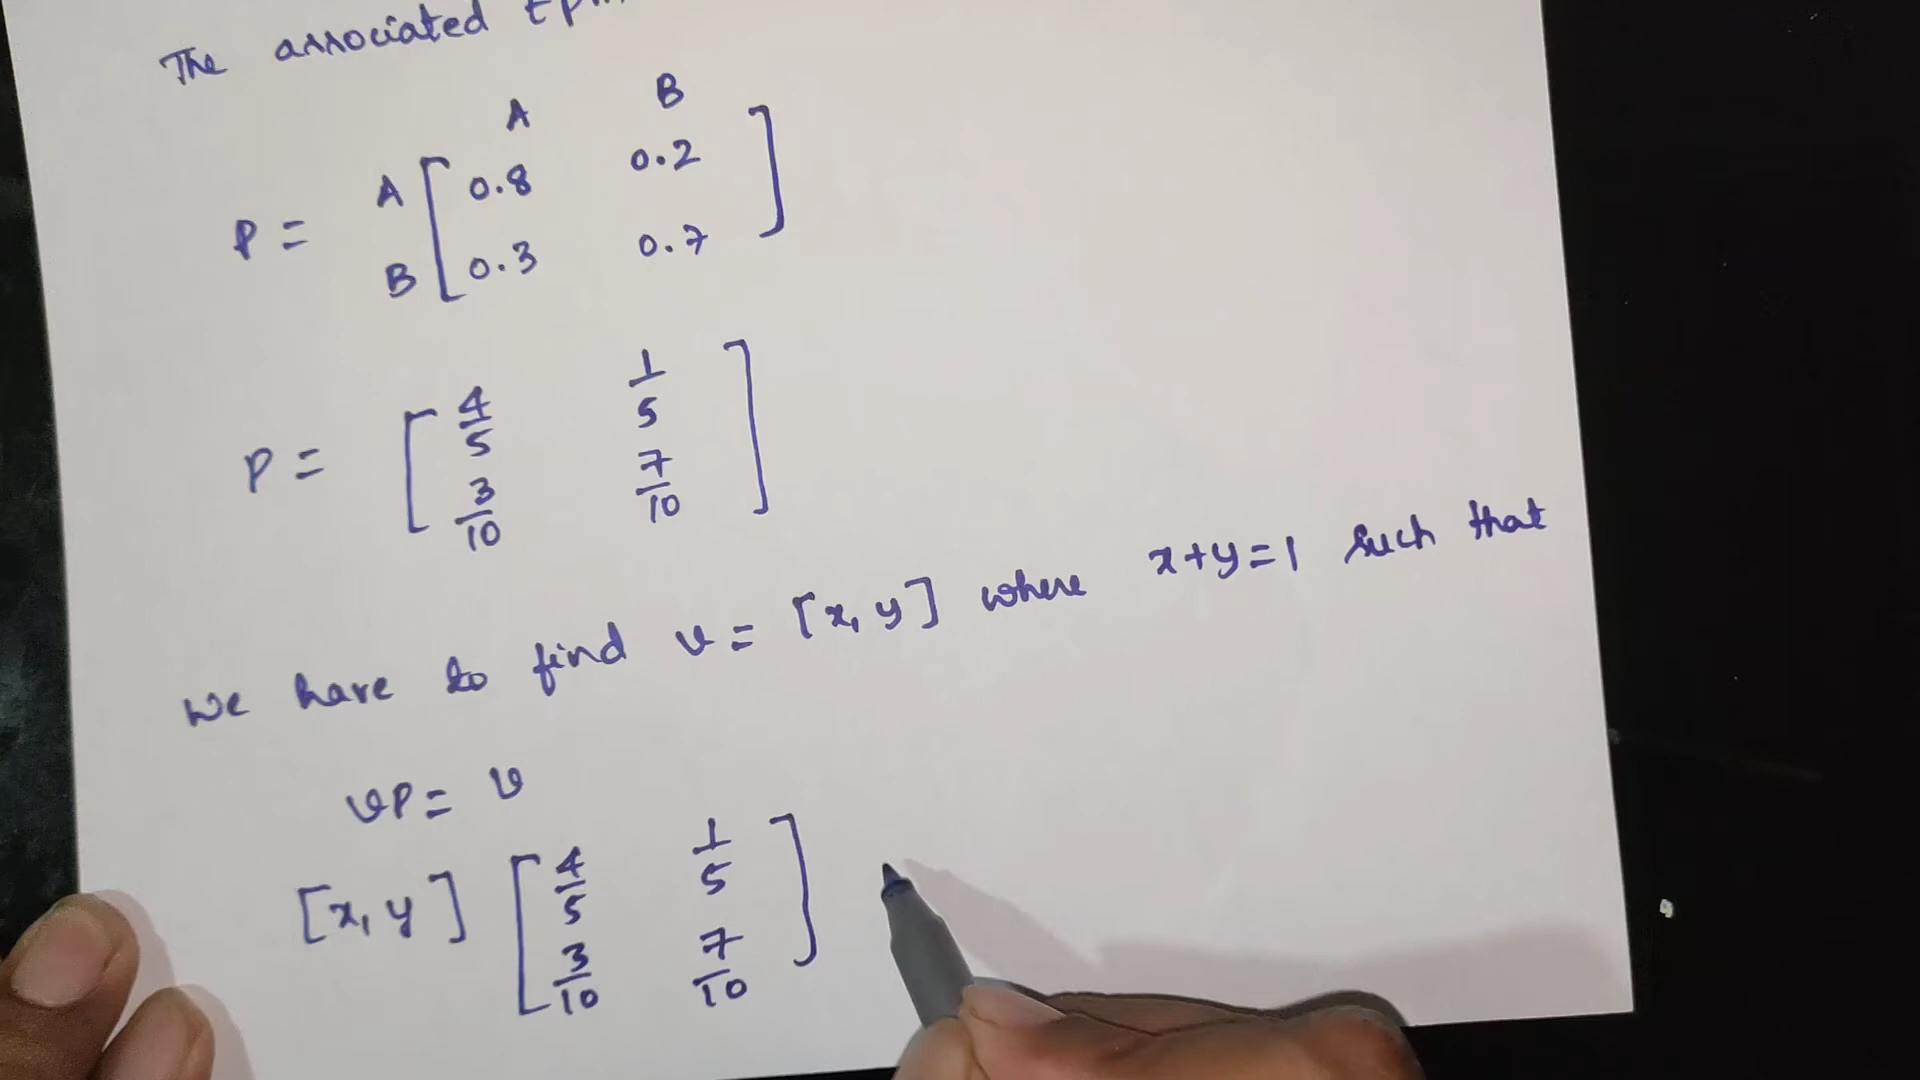 The associated
A B
P = A [ 0.8 0.2 ]
B [ 0.3 0.7 ]
P = [ 4/5 1/5 ]
[ 3/10 7/10 ]
We have to find v = [x, y] where x+y=1 such that
vP = v
[x, y] [ 4/5 1/5 ]
[ 3/10 7/10 ]